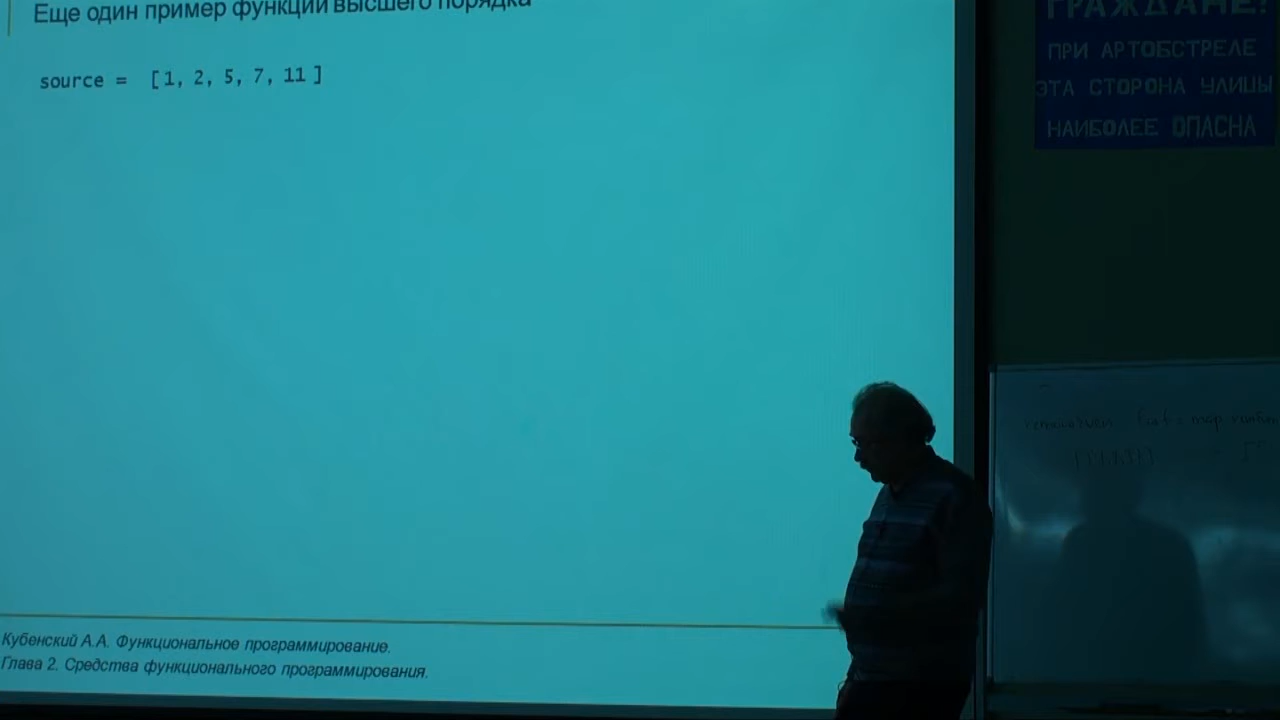 Еще один пример функции высшего порядка
source = [1, 2, 5, 7, 11 ]
Кубенский А.А. Функциональное программирование.
Глава 2. Средства функционального программирования.
ГРАЖДАНЕ!
ПРИ АРТОБСТРЕЛЕ
ЭТА СТОРОНА УЛИЦЫ
НАИБОЛЕЕ ОПАСНА